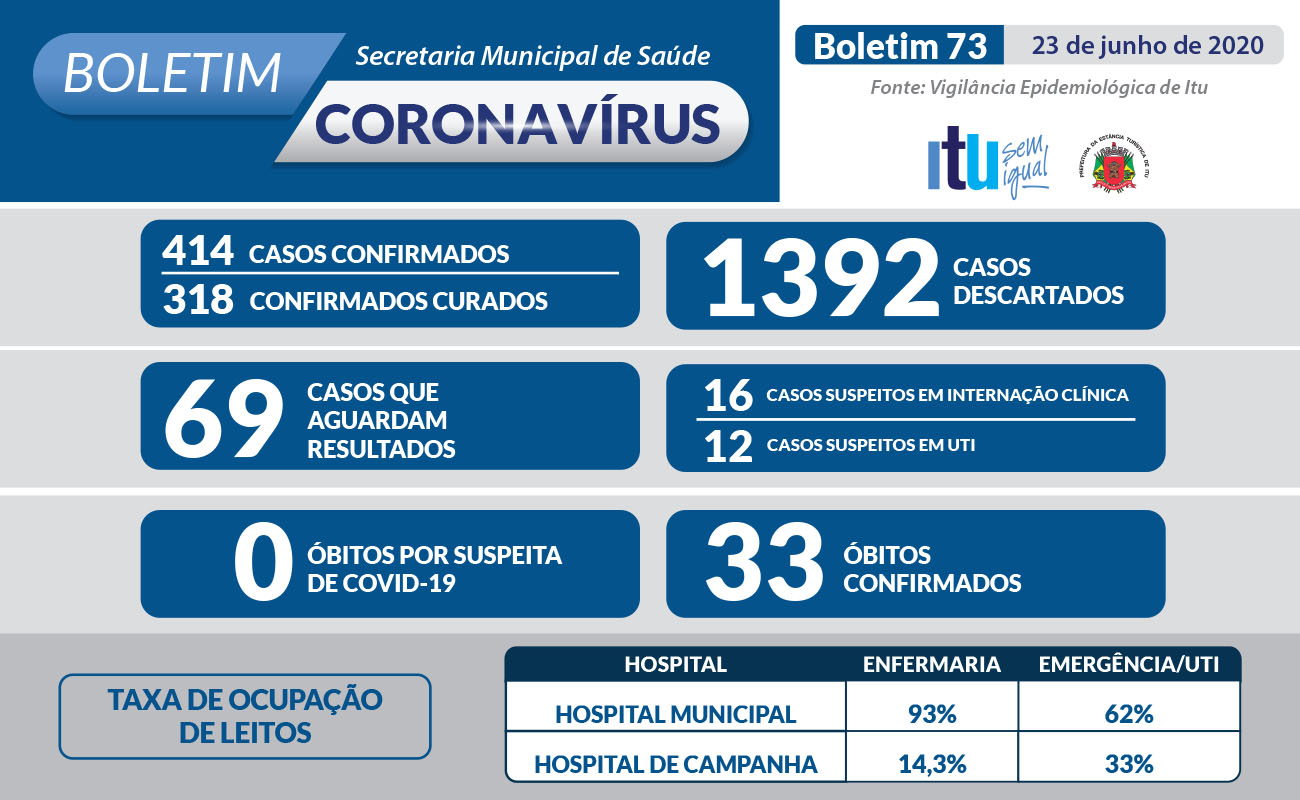 BOLETIM
Secretaria Municipal de Saúde
CORONAVÍRUS
Boletim 73
23 de junho de 2020
Fonte: Vigilância Epidemiológica de Itu
itu
sem
igual
PREFEITURA DA ESTÂNCIA TURÍSTICA DE ITU
414 CASOS CONFIRMADOS
318 CONFIRMADOS CURADOS
1392
CASOS
DESCARTADOS
69
CASOS QUE
AGUARDAM
RESULTADOS
16 CASOS SUSPEITOS EM INTERNAÇÃO CLÍNICA
12 CASOS SUSPEITOS EM UTI
0
ÓBITOS POR SUSPEITA
DE COVID-19
33
ÓBITOS
CONFIRMADOS
TAXA DE OCUPAÇÃO
DE LEITOS
HOSPITAL ENFERMARIA EMERGÊNCIA/UTI
HOSPITAL MUNICIPAL 93% 62%
HOSPITAL DE CAMPANHA 14,3% 33%